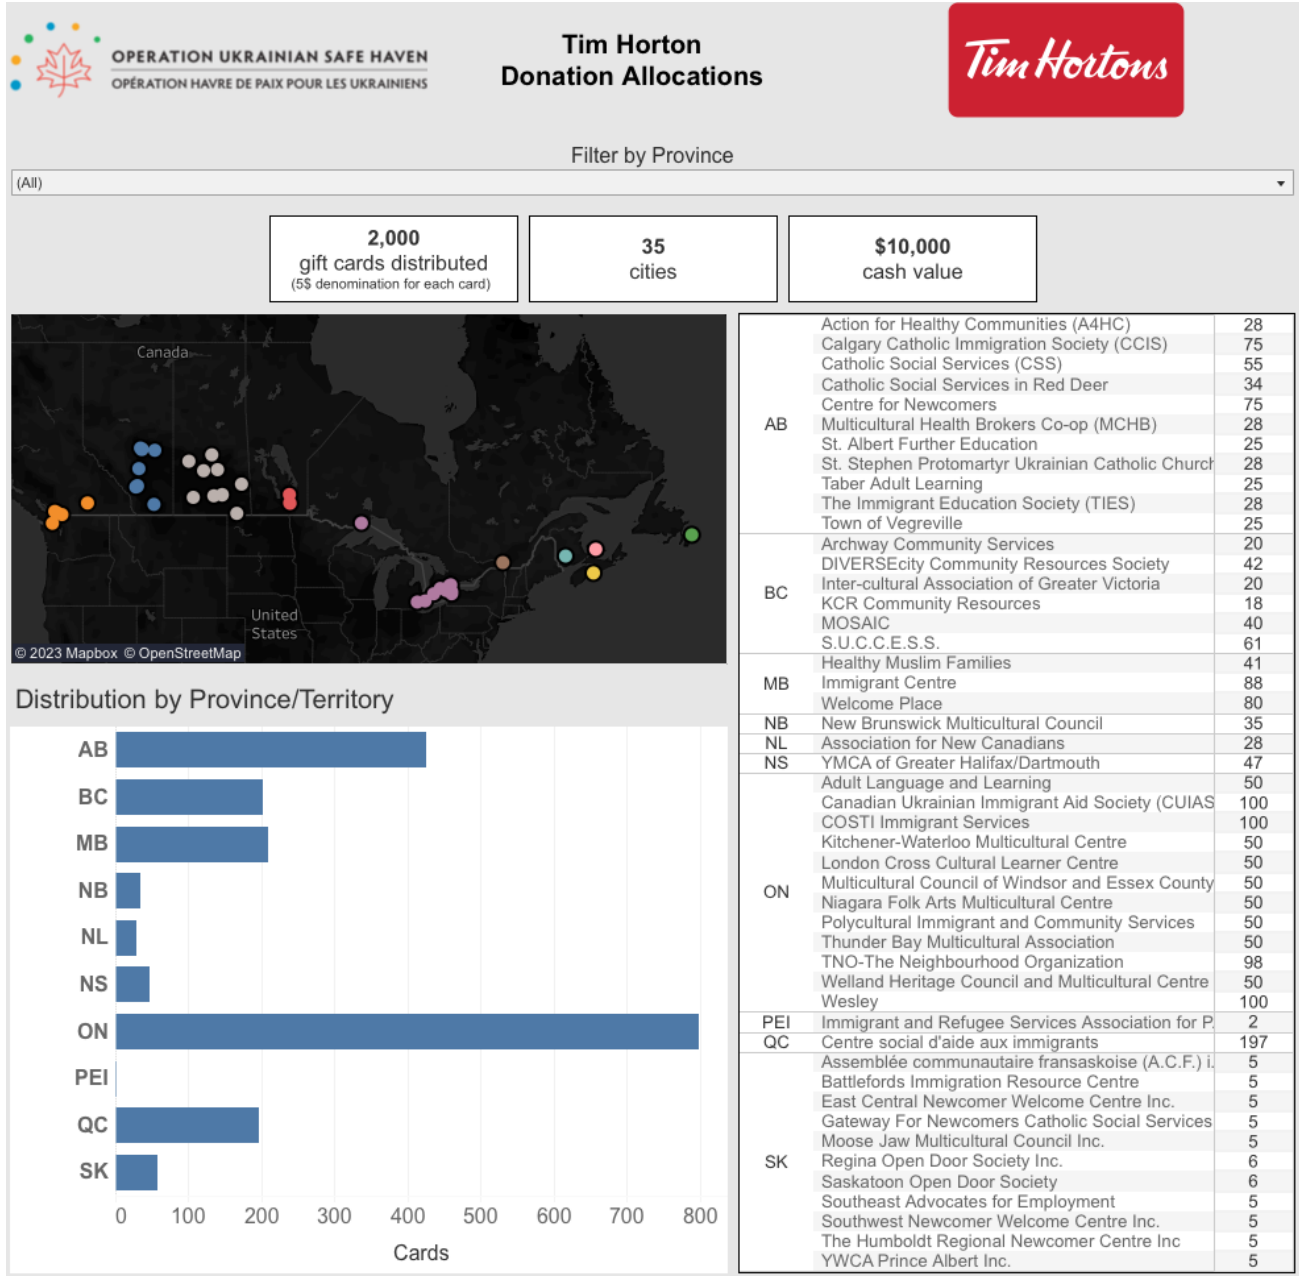 OPERATION UKRAINIAN SAFE HAVEN
OPÉRATION HAVRE DE PAIX POUR LES UKRAINIENS
Tim Horton
Donation Allocations
Tim Hortons
Filter by Province
(All)
2,000
gift cards distributed
(5$ denomination for each card)
35
cities
$10,000
cash value
Canada
United
States
© 2023 Mapbox © OpenStreetMap
Distribution by Province/Territory
AB
BC
MB
NB
NL
NS
ON
PEI
QC
SK
0 100 200 300 400 500 600 700 800
Cards
AB
Action for Healthy Communities (A4HC) 28
Calgary Catholic Immigration Society (CCIS) 75
Catholic Social Services (CSS) 55
Catholic Social Services in Red Deer 34
Centre for Newcomers 75
Multicultural Health Brokers Co-op (MCHB) 28
St. Albert Further Education 25
St. Stephen Protomartyr Ukrainian Catholic Church 28
Taber Adult Learning 25
The Immigrant Education Society (TIES) 28
Town of Vegreville 25
BC
Archway Community Services 20
DIVERSEcity Community Resources Society 42
Inter-cultural Association of Greater Victoria 20
KCR Community Resources 18
MOSAIC 40
S.U.C.C.E.S.S. 61
MB
Healthy Muslim Families 41
Immigrant Centre 88
Welcome Place 80
NB New Brunswick Multicultural Council 35
NL Association for New Canadians 28
NS YMCA of Greater Halifax/Dartmouth 47
ON
Adult Language and Learning 50
Canadian Ukrainian Immigrant Aid Society (CUIAS 100
COSTI Immigrant Services 100
Kitchener-Waterloo Multicultural Centre 50
London Cross Cultural Learner Centre 50
Multicultural Council of Windsor and Essex County 50
Niagara Folk Arts Multicultural Centre 50
Polycultural Immigrant and Community Services 50
Thunder Bay Multicultural Association 50
TNO-The Neighbourhood Organization 98
Welland Heritage Council and Multicultural Centre 50
Wesley 100
PEI Immigrant and Refugee Services Association for P. 2
QC Centre social d'aide aux immigrants 197
SK
Assemblée communautaire fransaskoise (A.C.F.) i. 5
Battlefords Immigration Resource Centre 5
East Central Newcomer Welcome Centre Inc. 5
Gateway For Newcomers Catholic Social Services 5
Moose Jaw Multicultural Council Inc. 5
Regina Open Door Society Inc. 6
Saskatoon Open Door Society 6
Southeast Advocates for Employment 5
Southwest Newcomer Welcome Centre Inc. 5
The Humboldt Regional Newcomer Centre Inc 5
YWCA Prince Albert Inc. 5